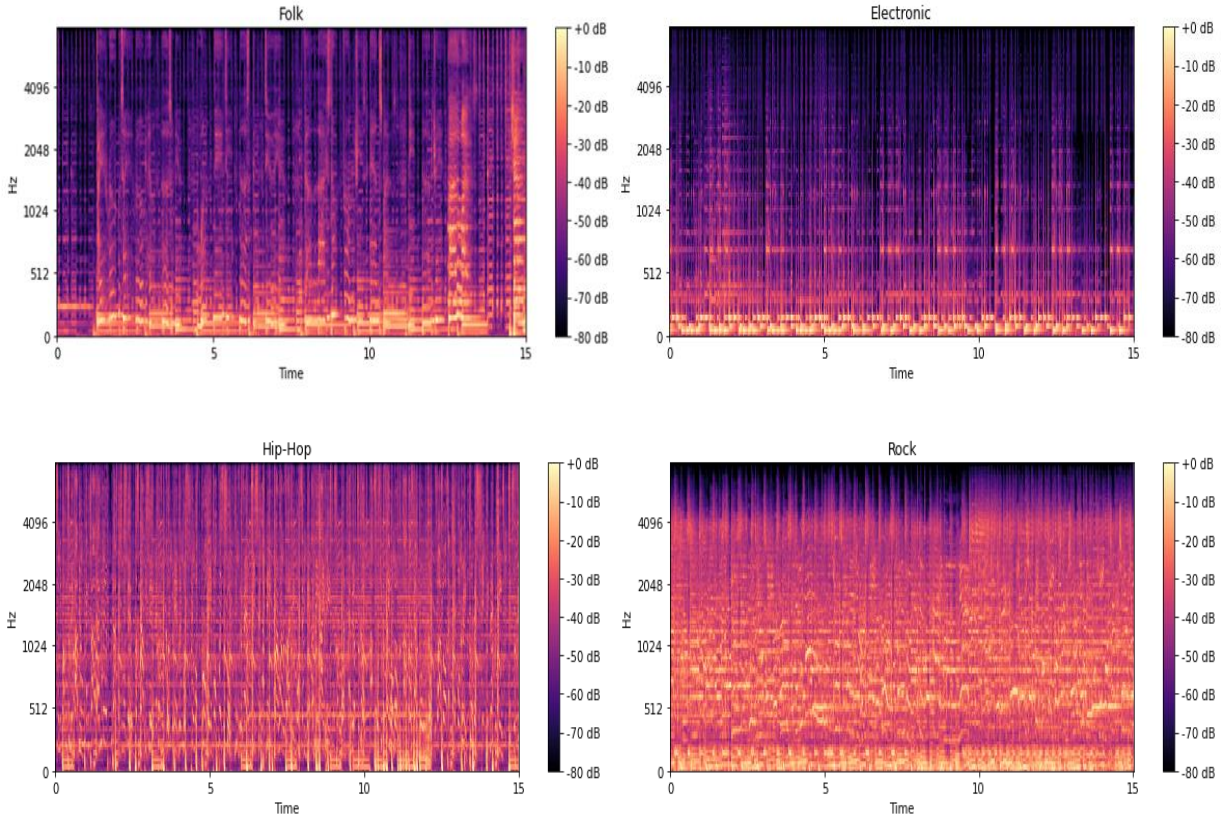 Folk
4096
2048
1024
512
0
Hz
0
5
10
15
Time
+0 dB
-10 dB
-20 dB
-30 dB
-40 dB
-50 dB
-60 dB
-70 dB
-80 dB
Electronic
4096
2048
1024
512
0
Hz
0
5
10
15
Time
+0 dB
-10 dB
-20 dB
-30 dB
-40 dB
-50 dB
-60 dB
-70 dB
-80 dB
Hip-Hop
4096
2048
1024
512
0
Hz
0
5
10
15
Time
+0 dB
-10 dB
-20 dB
-30 dB
-40 dB
-50 dB
-60 dB
-70 dB
-80 dB
Rock
4096
2048
1024
512
0
Hz
0
5
10
15
Time
+0 dB
-10 dB
-20 dB
-30 dB
-40 dB
-50 dB
-60 dB
-70 dB
-80 dB